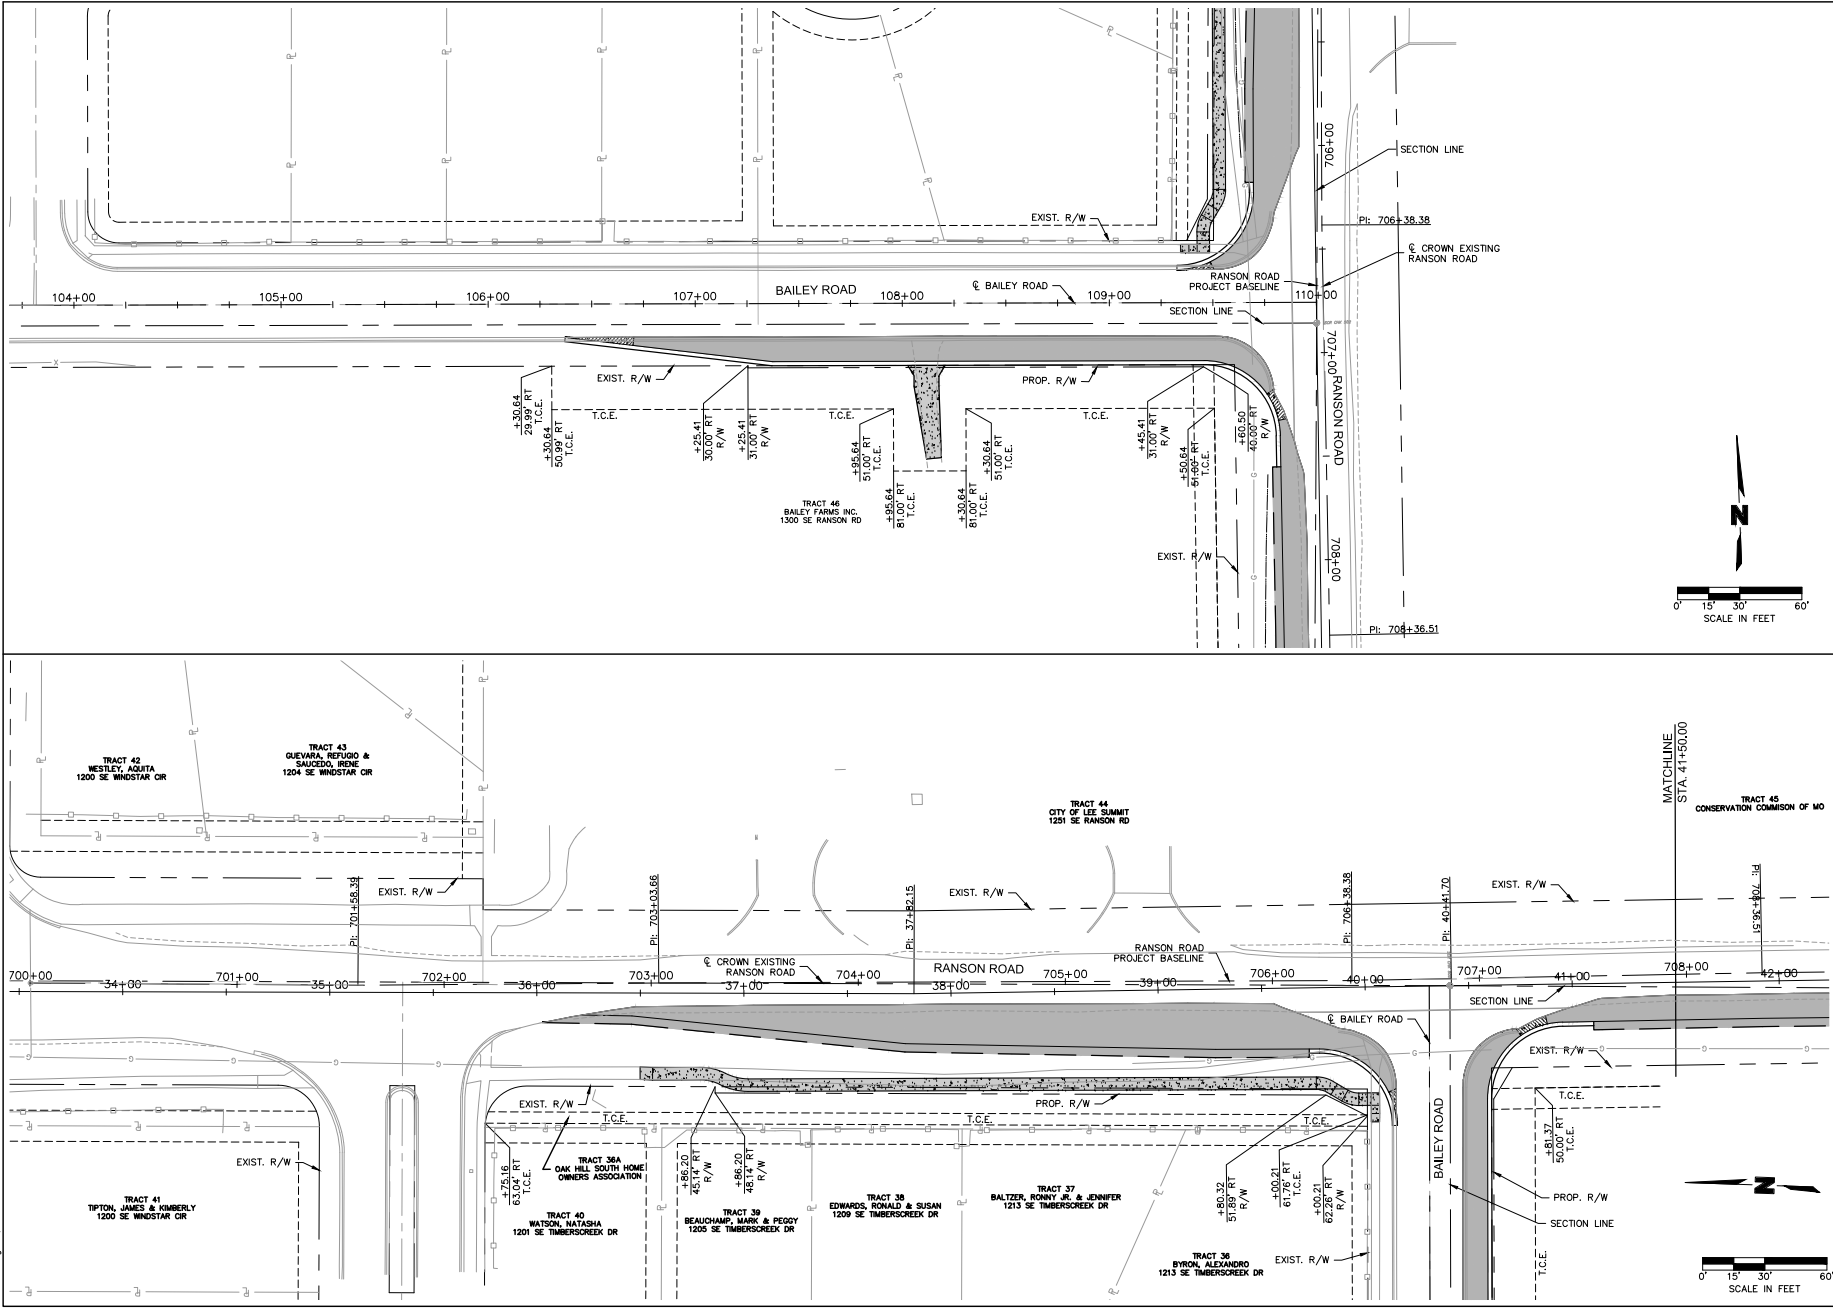 706+00
SECTION LINE
EXIST. R/W
PI: 706+38.38
℄ CROWN EXISTING
RANSON ROAD
RANSON ROAD
PROJECT BASELINE
104+00
105+00
106+00
107+00
BAILEY ROAD
108+00
℄ BAILEY ROAD
109+00
110+00
SECTION LINE
X
707+00
RANSON ROAD
EXIST. R/W
PROP. R/W
T.C.E.
T.C.E.
T.C.E.
+30.64
29.99' RT
T.C.E.
+30.64
50.99' RT
T.C.E.
+25.41
30.00' RT
R/W
+25.41
31.00' RT
R/W
+95.64
51.00' RT
T.C.E.
+95.64
81.00' RT
T.C.E.
+30.64
51.00' RT
T.C.E.
+30.64
81.00' RT
T.C.E.
+45.41
31.00' RT
R/W
+50.64
51.00' RT
T.C.E.
+60.50
40.00' RT
R/W
TRACT 46
BAILEY FARMS INC.
1300 SE RANSON RD
EXIST. R/W
708+00
N
0' 15' 30' 60'
SCALE IN FEET
PI: 708+36.51
TRACT 42
WESTLEY, AQUITA
1200 SE WINDSTAR CIR
TRACT 43
GUEVARA, REFUGIO &
SAUCEDO, IRENE
1204 SE WINDSTAR CIR
TRACT 44
CITY OF LEE SUMMIT
1251 SE RANSON RD
MATCHLINE
STA. 41+50.00
TRACT 45
CONSERVATION COMMISON OF MO
PI: 701+58.39
EXIST. R/W
PI: 703+03.66
PI: 37+82.15
EXIST. R/W
PI: 706+38.38
PI: 40+41.70
EXIST. R/W
PI: 708+36.51
℄ CROWN EXISTING
RANSON ROAD
RANSON ROAD
PROJECT BASELINE
700+00
701+00
702+00
703+00
704+00
RANSON ROAD
705+00
706+00
707+00
708+00
34+00
35+00
36+00
37+00
38+00
39+00
40+00
41+00
42+00
SECTION LINE
℄ BAILEY ROAD
EXIST. R/W
EXIST. R/W
PROP. R/W
T.C.E.
T.C.E.
T.C.E.
T.C.E.
BAILEY ROAD
EXIST. R/W
+75.16
63.04' RT
T.C.E.
TRACT 36A
OAK HILL SOUTH HOME
OWNERS ASSOCIATION
+86.20
45.14' RT
R/W
+86.20
48.14' RT
R/W
+80.32
51.89' RT
R/W
+00.21
61.76' RT
T.C.E.
+00.21
62.26' RT
R/W
+81.37
50.00' RT
T.C.E.
TRACT 41
TIPTON, JAMES & KIMBERLY
1200 SE WINDSTAR CIR
TRACT 40
WATSON, NATASHA
1201 SE TIMBERSCREEK DR
TRACT 39
BEAUCHAMP, MARK & PEGGY
1205 SE TIMBERSCREEK DR
TRACT 38
EDWARDS, RONALD & SUSAN
1209 SE TIMBERSCREEK DR
TRACT 37
BALTZER, RONNY JR. & JENNIFER
1213 SE TIMBERSCREEK DR
TRACT 36
BYRON, ALEXANDRO
1213 SE TIMBERSCREEK DR
EXIST. R/W
PROP. R/W
SECTION LINE
T.C.E.
N
0' 15' 30' 60'
SCALE IN FEET